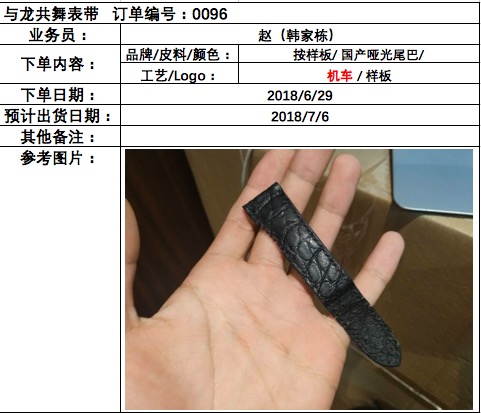 与龙共舞表带 订单编号:0096
业务员: 赵(韩家栋)
下单内容: 品牌/皮料/颜色: 按样板/ 国产哑光尾巴/
工艺/Logo: 机车 / 样板
下单日期: 2018/6/29
预计出货日期: 2018/7/6
其他备注:
参考图片: